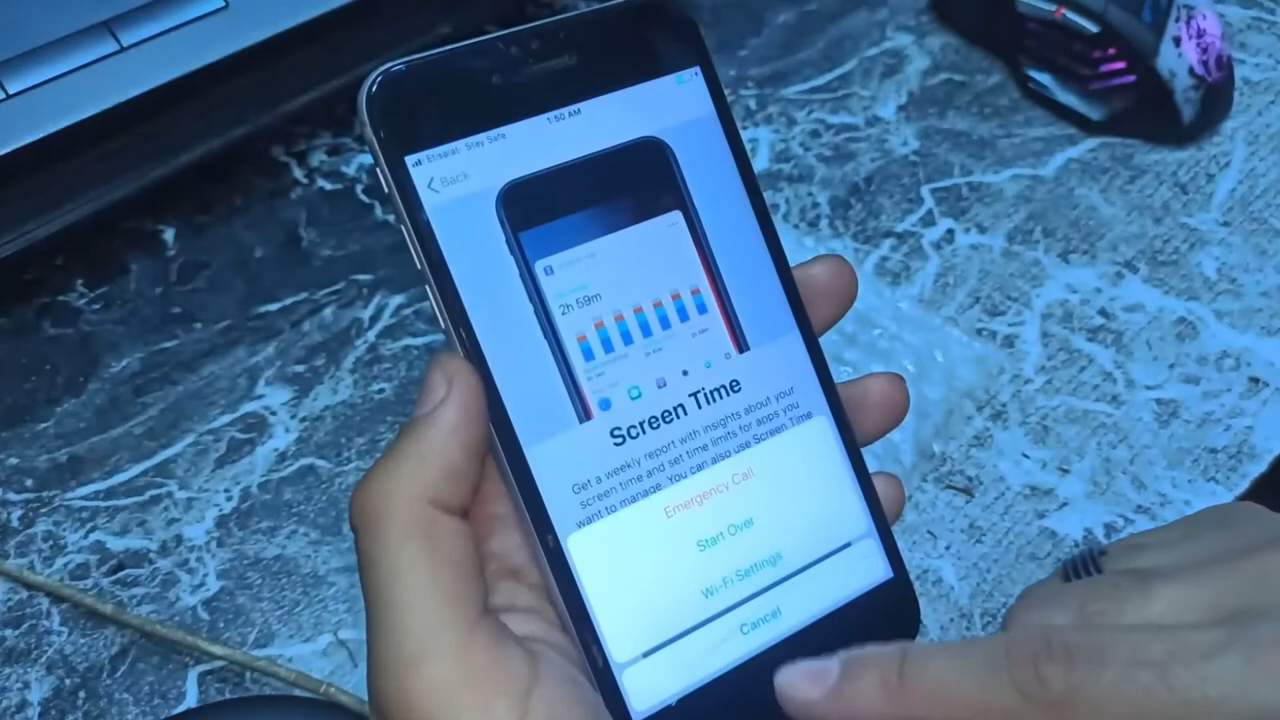 Etisalat- Stay Safe
1:50 AM
Back
2h 59m
Screen Time
Get a weekly report with insights about your
screen time and set time limits for apps you
want to manage. You can also use Screen Time
Emergency Call
Start Over
Wi-Fi Settings
Cancel